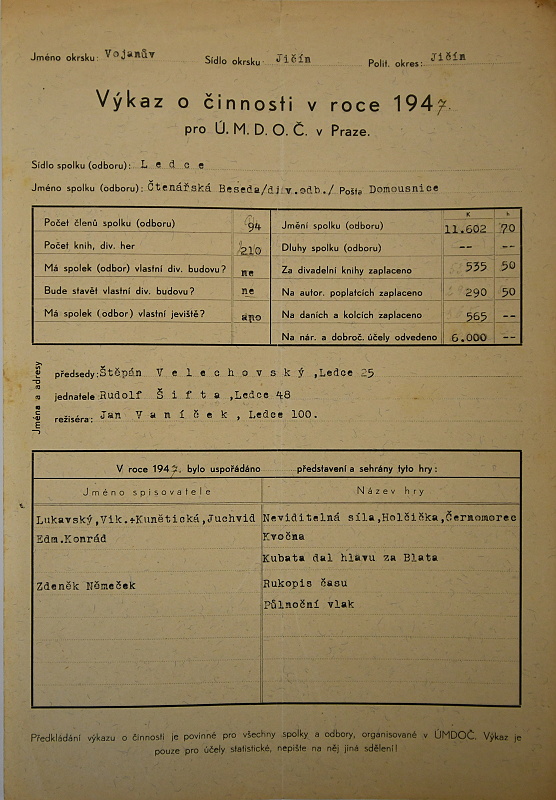 Jméno okrsku: Vojanův Sídlo okrsku Jičín Polit. okres: Jičín
Výkaz o činnosti v roce 1947.
pro Ú. M. D. O. Č. v Praze.
Sídlo spolku (odboru): Ledce
Jméno spolku (odboru): Čtenářská Beseda/div.odb./ Pošta Domousnice
K h
Počet členů spolku (odboru) 94 Jmění spolku (odboru) 11.602 70
Počet knih, div. her 210 Dluhy spolku (odboru) -- --
Má spolek (odbor) vlastní div. budovu? ne Za divadelní knihy zaplaceno 535 50
Bude stavět vlastní div. budovu? ne Na autor. poplatcích zaplaceno 290 50
Má spolek (odbor) vlastní jeviště? ano Na daních a kolcích zaplaceno 565 --
Na nár. a dobroč. účely odvedeno 6.000 --
Jména a adresy
předsedy: Štěpán Velechovský ,Ledce 25
jednatele Rudolf Šifta ,Ledce 48
režiséra: Jan Vaníček , Ledce 100.
V roce 1947. bylo uspořádáno představení a sehrány tyto hry:
Jméno spisovatele Název hry
Lukavský,Vik.+Kunětická,Juchvid Neviditelná síla,Holčička,Černomorec
Edm.Konrád Kvočna
Kubata dal hlavu za Blata
Zdeněk Němeček Rukopis času
Půlnoční vlak
Předkládání výkazu o činnosti je povinné pro všechny spolky a odbory, organisované v ÚMDOČ. Výkaz je
pouze pro účely statistické, nepište na něj jiná sdělení!